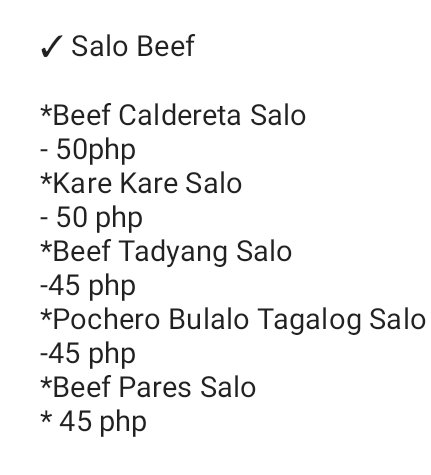 ✓ Salo Beef
*Beef Caldereta Salo
- 50php
*Kare Kare Salo
- 50 php
*Beef Tadyang Salo
-45 php
*Pochero Bulalo Tagalog Salo
-45 php
*Beef Pares Salo
* 45 php